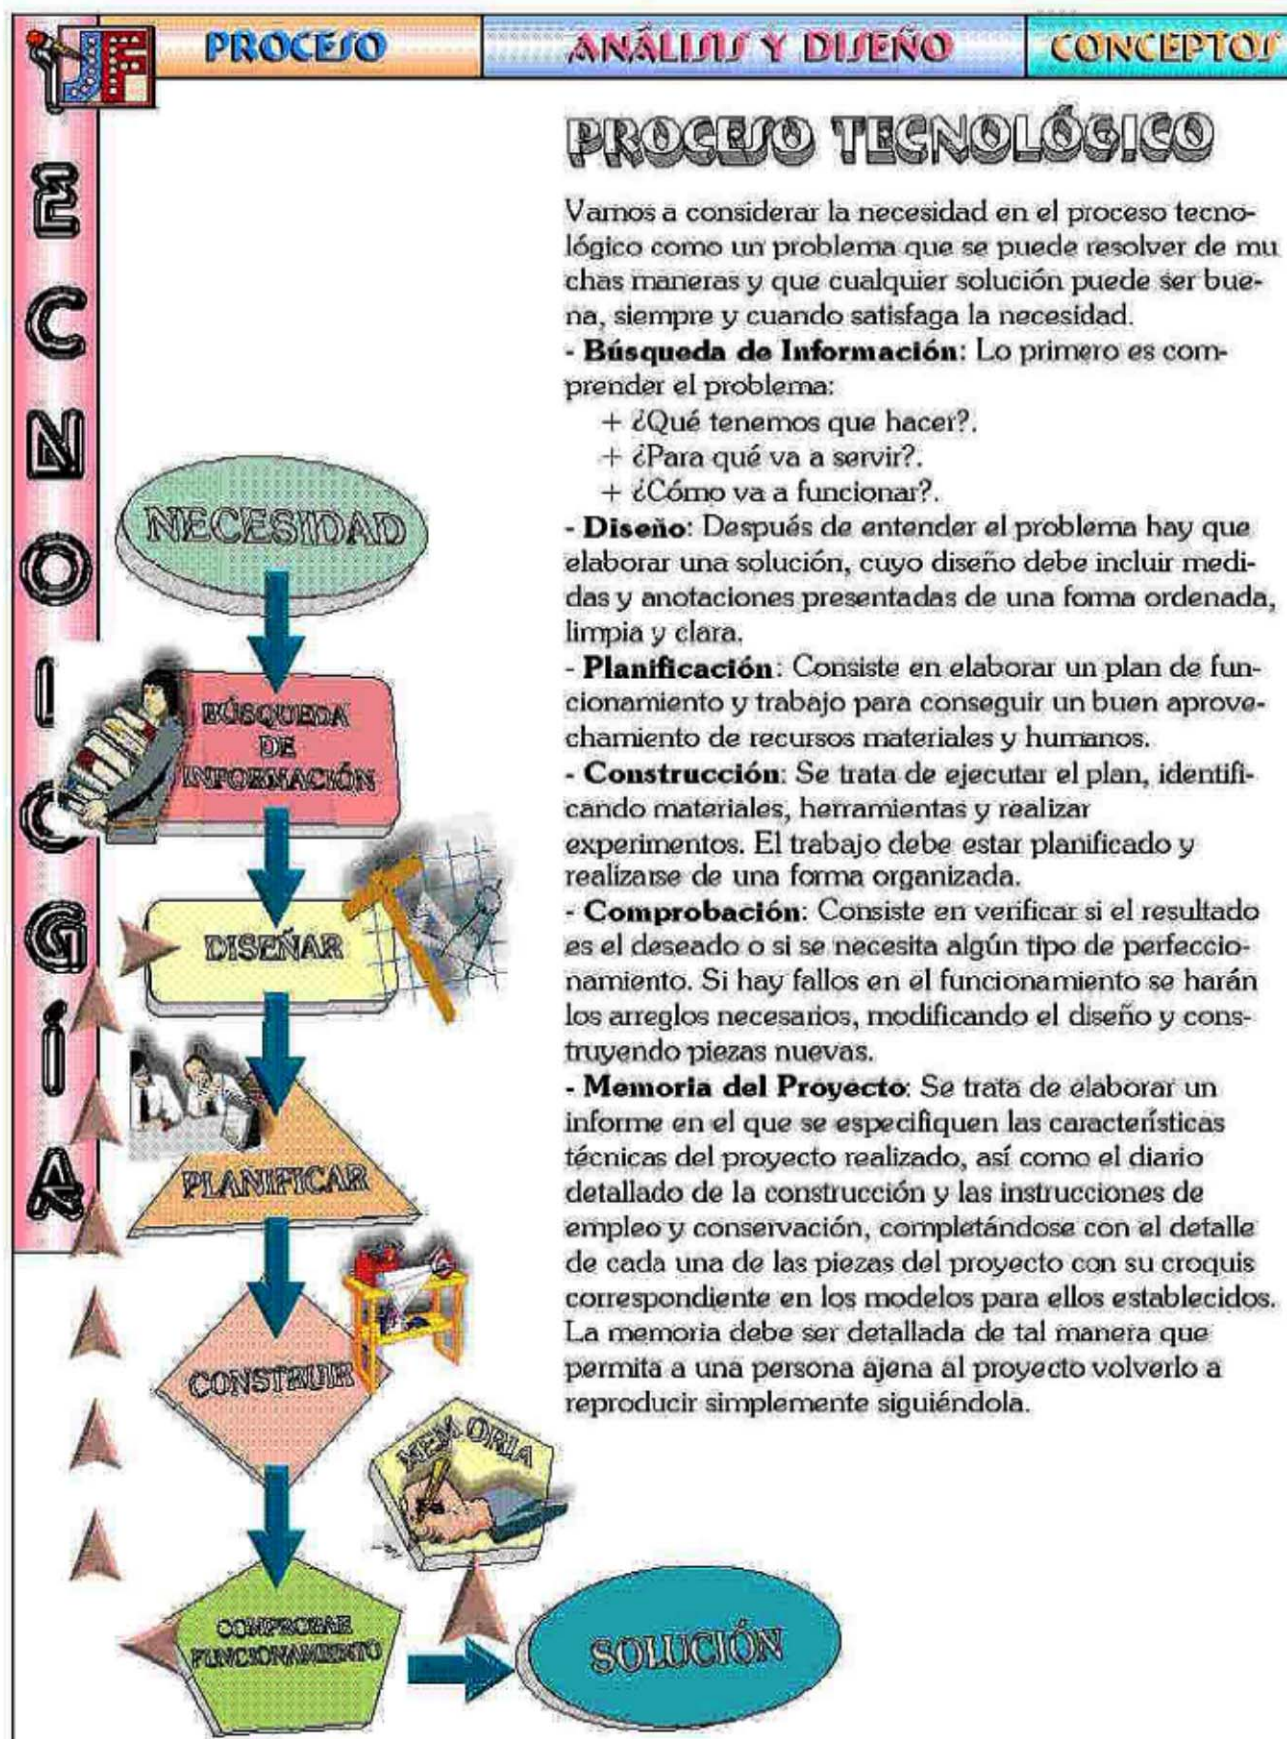 PROCESO
ANÁLISIS Y DISEÑO
CONCEPTOS
TECNOLOGÍA
PROCESO TECNOLÓGICO
Vamos a considerar la necesidad en el proceso tecno-
lógico como un problema que se puede resolver de mu
chas maneras y que cualquier solución puede ser bue-
na, siempre y cuando satisfaga la necesidad.
- Búsqueda de Información: Lo primero es com-
prender el problema:
+ ¿Qué tenemos que hacer?.
+ ¿Para qué va a servir?.
+ ¿Cómo va a funcionar?.
- Diseño: Después de entender el problema hay que
elaborar una solución, cuyo diseño debe incluir medi-
das y anotaciones presentadas de una forma ordenada,
limpia y clara.
- Planificación: Consiste en elaborar un plan de fun-
cionamiento y trabajo para conseguir un buen aprove-
chamiento de recursos materiales y humanos.
- Construcción: Se trata de ejecutar el plan, identifi-
cando materiales, herramientas y realizar
experimentos. El trabajo debe estar planificado y
realizarse de una forma organizada.
- Comprobación: Consiste en verificar si el resultado
es el deseado o si se necesita algún tipo de perfeccio-
namiento. Si hay fallos en el funcionamiento se harán
los arreglos necesarios, modificando el diseño y cons-
truyendo piezas nuevas.
- Memoria del Proyecto: Se trata de elaborar un
informe en el que se especifiquen las características
técnicas del proyecto realizado, así como el diario
detallado de la construcción y las instrucciones de
empleo y conservación, completándose con el detalle
de cada una de las piezas del proyecto con su croquis
correspondiente en los modelos para ellos establecidos.
La memoria debe ser detallada de tal manera que
permita a una persona ajena al proyecto volverlo a
reproducir simplemente siguiéndola.
NECESIDAD
BÚSQUEDA
DE
INFORMACIÓN
DISEÑAR
PLANIFICAR
CONSTRUIR
MEMORIA
COMPROBAR
FUNCIONAMIENTO
SOLUCIÓN